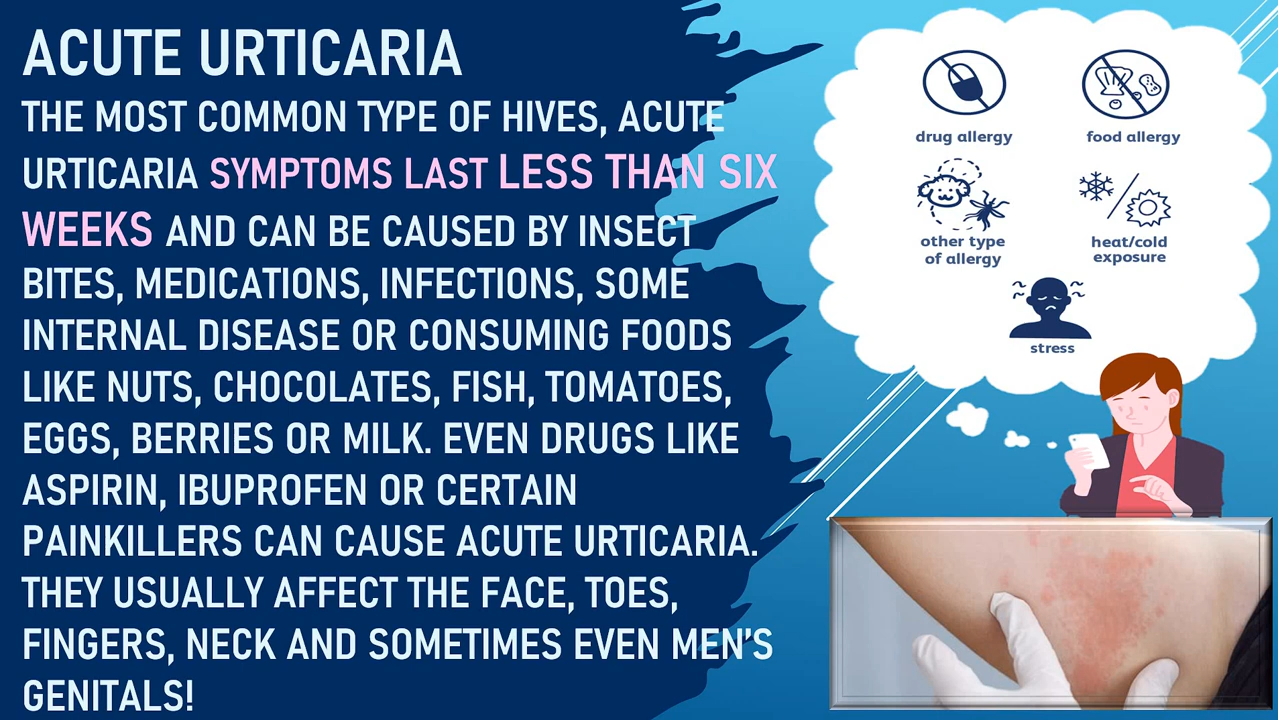 ACUTE URTICARIA
THE MOST COMMON TYPE OF HIVES, ACUTE
URTICARIA SYMPTOMS LAST LESS THAN SIX
WEEKS AND CAN BE CAUSED BY INSECT
BITES, MEDICATIONS, INFECTIONS, SOME
INTERNAL DISEASE OR CONSUMING FOODS
LIKE NUTS, CHOCOLATES, FISH, TOMATOES,
EGGS, BERRIES OR MILK. EVEN DRUGS LIKE
ASPIRIN, IBUPROFEN OR CERTAIN
PAINKILLERS CAN CAUSE ACUTE URTICARIA.
THEY USUALLY AFFECT THE FACE, TOES,
FINGERS, NECK AND SOMETIMES EVEN MEN'S
GENITALS!
drug allergy
food allergy
other type
of allergy
heat/cold
exposure
stress